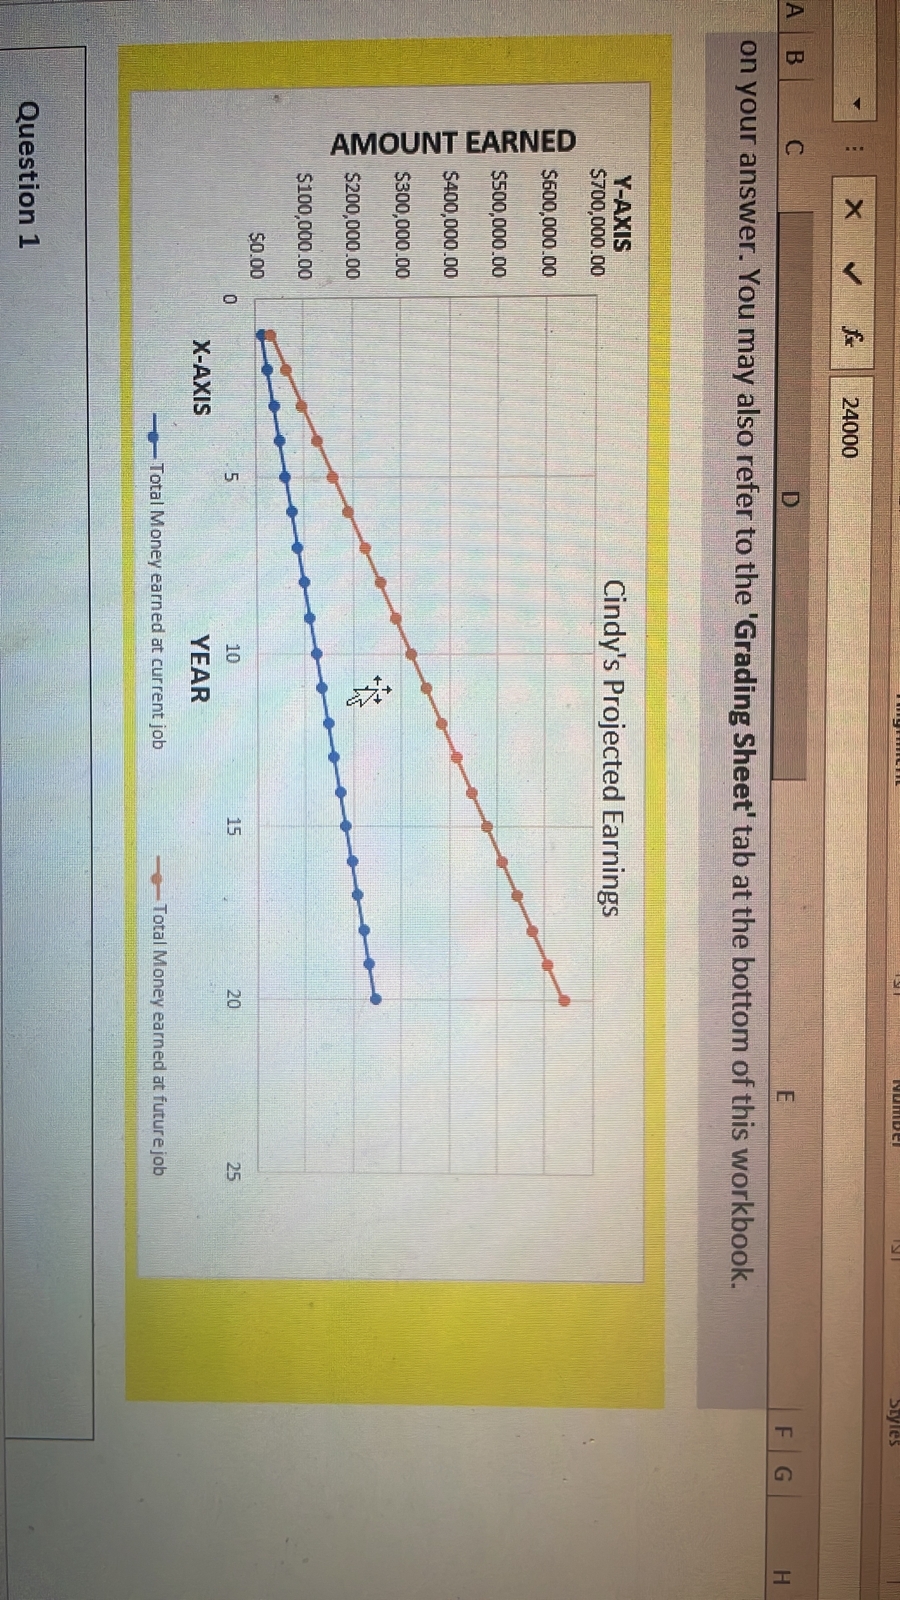 Number
Styles
fx
24000
A B C D E F G H
on your answer. You may also refer to the 'Grading Sheet' tab at the bottom of this workbook.
Y-AXIS
Cindy's Projected Earnings
AMOUNT EARNED
$700,000.00
$600,000.00
$500,000.00
$400,000.00
$300,000.00
$200,000.00
$100,000.00
$0.00
0 5 10 15 20 25
X-AXIS
YEAR
Total Money earned at current job
Total Money earned at future job
Question 1